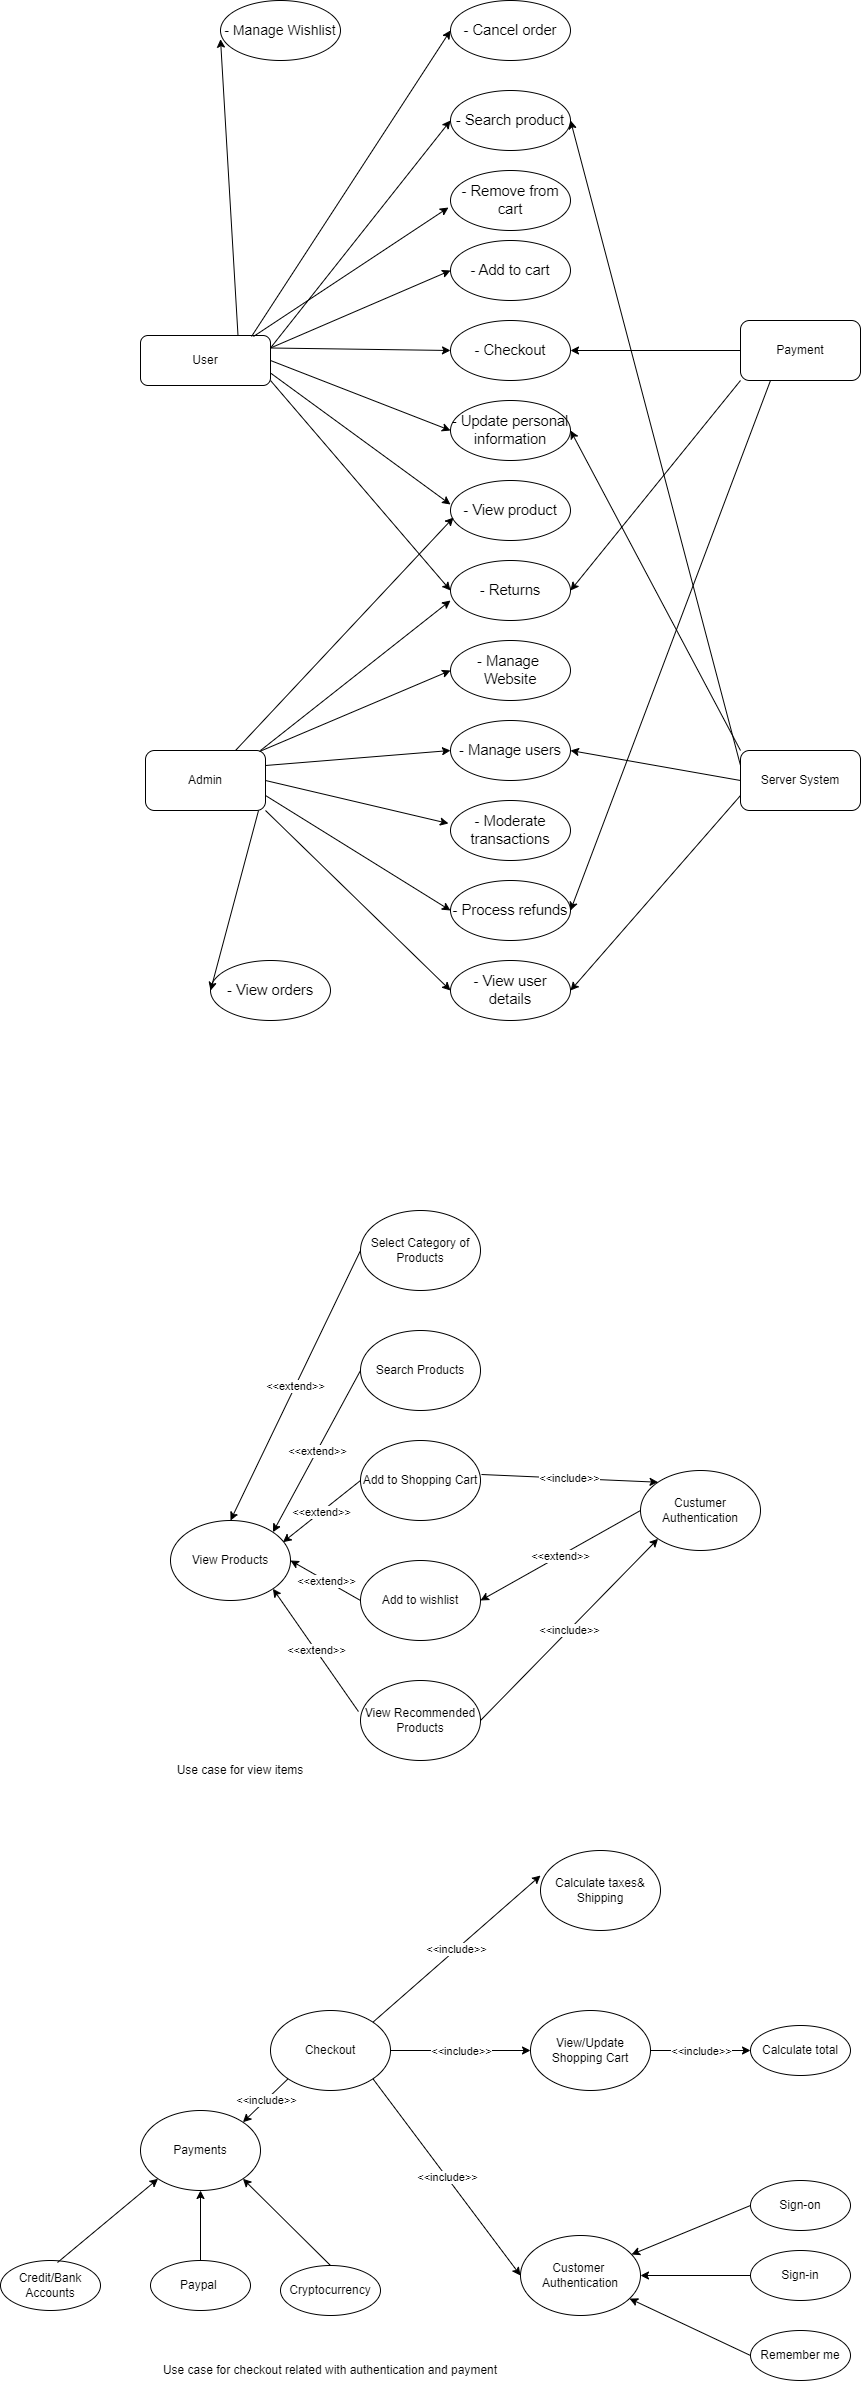 - Manage Wishlist
- Cancel order
- Search product
- Remove from
cart
- Add to cart
User
- Checkout
Payment
- Update personal
information
- View product
- Returns
- Manage
Website
Admin
- Manage users
Server System
- Moderate
transactions
- Process refunds
- View orders
- View user
details
Select Category of
Products
Search Products
<<extend>>
<<extend>>
Add to Shopping Cart
<<include>>
Custumer
Authentication
<<extend>>
View Products
<<extend>>
<<extend>>
Add to wishlist
<<include>>
<<extend>>
View Recommended
Products
Use case for view items
Calculate taxes&
Shipping
<<include>>
Checkout
<<include>>
View/Update
Shopping Cart
<<include>>
Calculate total
<<include>>
Payments
<<include>>
Sign-on
Credit/Bank
Accounts
Paypal
Cryptocurrency
Customer
Authentication
Sign-in
Remember me
Use case for checkout related with authentication and payment